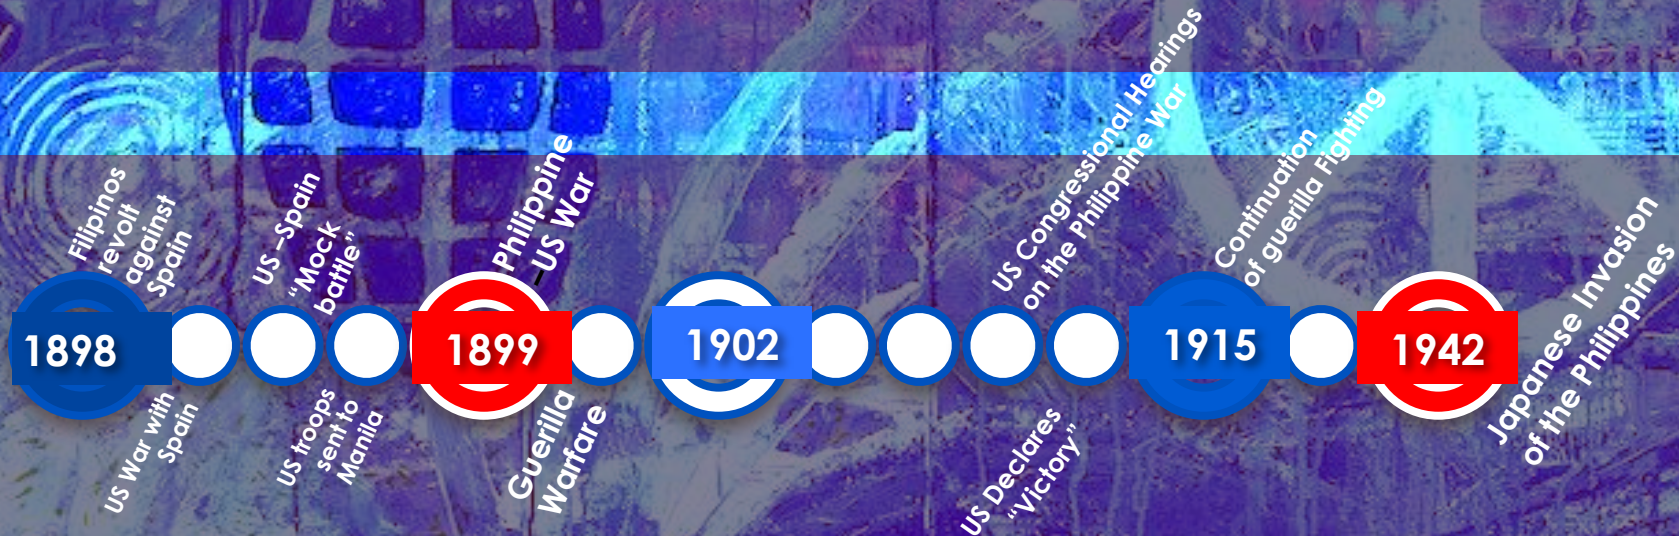 Filipinos
revolt
against
Spain
US –Spain
“Mock
battle”
Philippine
–US War
US Congressional Hearings
on the Philippine War
Continuation
of guerilla Fighting
1898
1899
1902
1915
1942
US War with
Spain
US troops
sent to
Manila
Guerilla
Warfare
US Declares
“Victory”
Japanese Invasion
of the Philippines